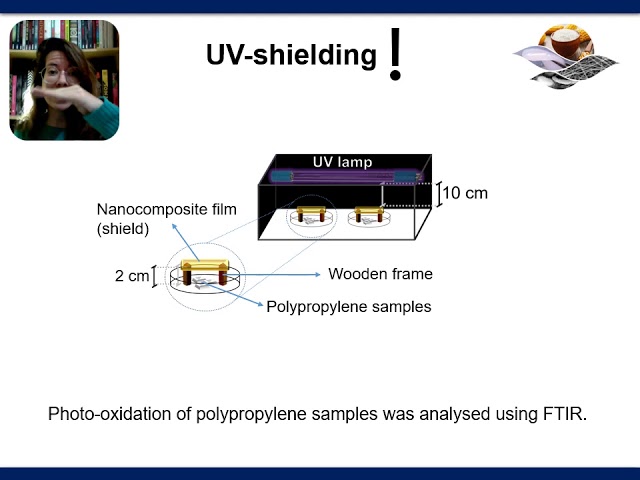 UV-shielding!
UV lamp
10 cm
Nanocomposite film
(shield)
2 cm
Wooden frame
Polypropylene samples
Photo-oxidation of polypropylene samples was analysed using FTIR.